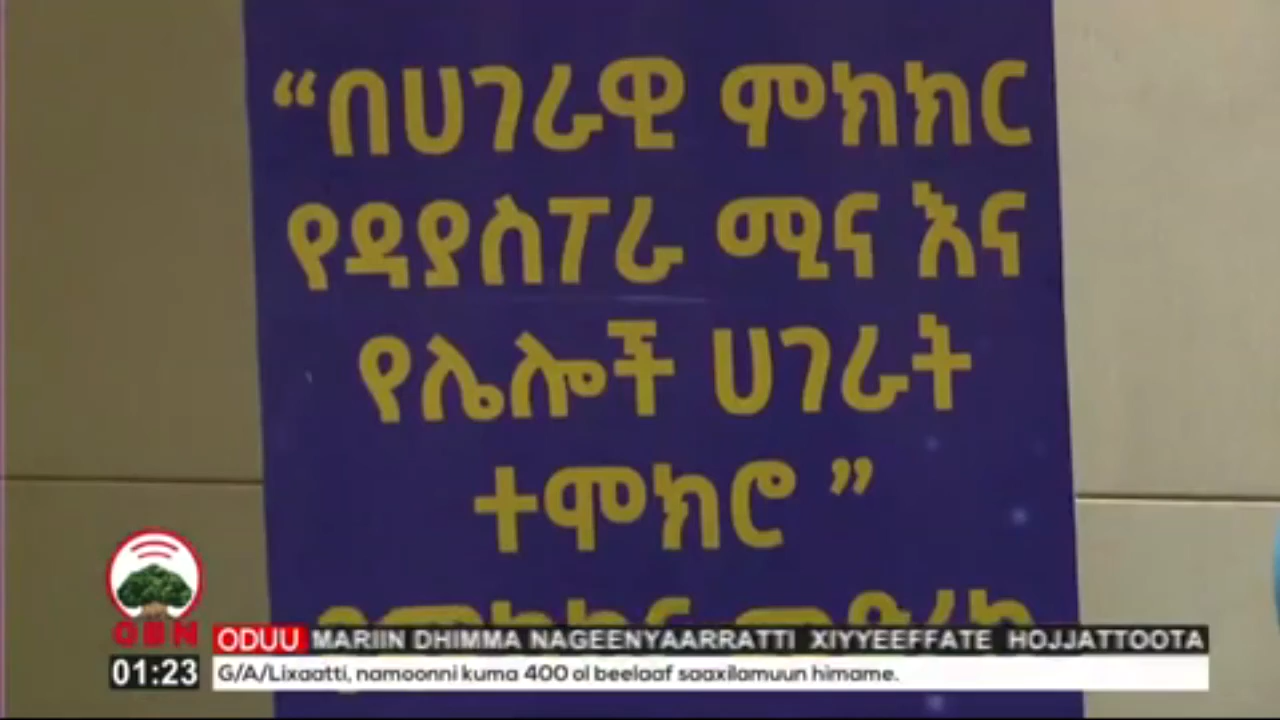 “በሀገራዊ ምክክር
የዳያስፖራ ሚና እና
የሌሎች ሀገራት
ተሞክሮ ”
OBN
ODUU MARIIN DHIMMA NAGEENYAARRATTI XIYYEEFFATE HOJJATTOOTA
01:23 G/A/Lixaatti, namoonni kuma 400 ol beelaaf saaxilamuun himame.